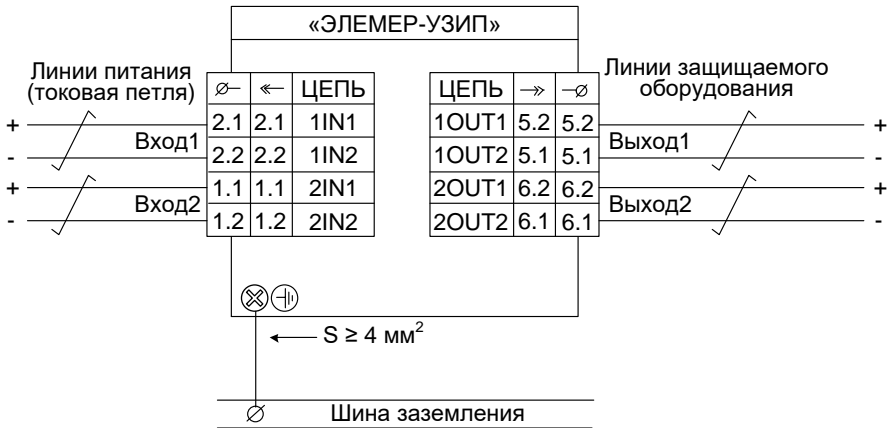 «ЭЛЕМЕР-УЗИП»
Линии питания
(токовая петля)
Линии защищаемого
оборудования
ЦЕПЬ
ЦЕПЬ
+ Вход1 2.1 2.1 1IN1
- 2.2 2.2 1IN2
+ Вход2 1.1 1.1 2IN1
- 1.2 1.2 2IN2
1OUT1 5.2 5.2 Выход1 +
1OUT2 5.1 5.1 -
2OUT1 6.2 6.2 Выход2 +
2OUT2 6.1 6.1 -
S ≥ 4 мм²
Шина заземления